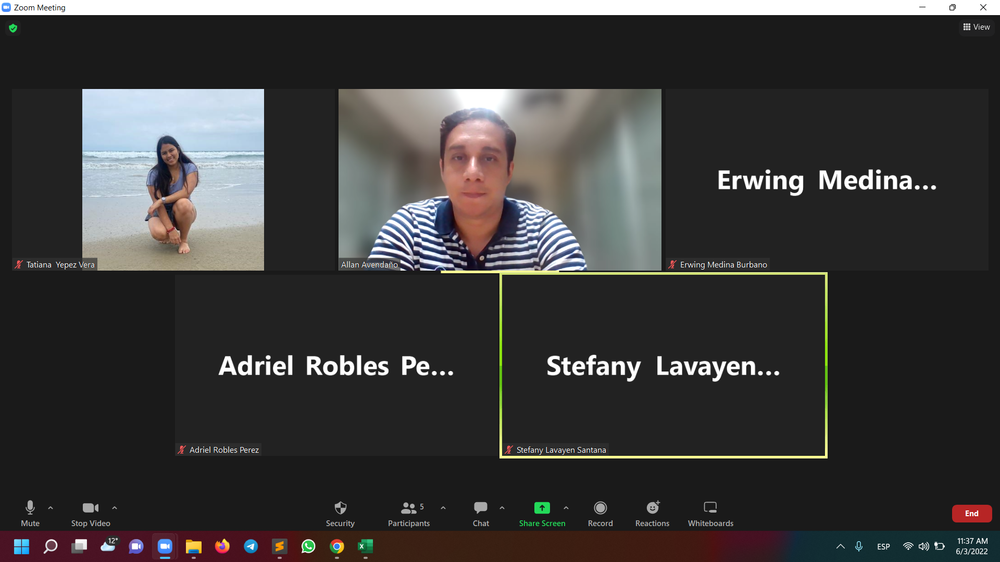 Zoom Meeting
View
Tatiana Yepez Vera
Allan Avendaño
Erwing Medina...
Erwing Medina Burbano
Adriel Robles Pe...
Adriel Robles Perez
Stefany Lavayen...
Stefany Lavayen Santana
Mute
Stop Video
Security
5
Participants
Chat
Share Screen
Record
Reactions
Whiteboards
End
12°
ESP
11:37 AM
6/3/2022